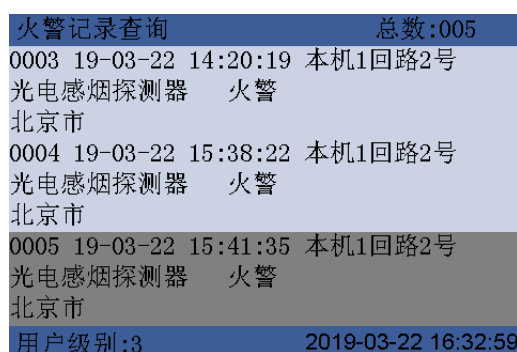 火警记录查询 总数:005
0003 19-03-22 14:20:19 本机1回路2号
光电感烟探测器 火警
北京市
0004 19-03-22 15:38:22 本机1回路2号
光电感烟探测器 火警
北京市
0005 19-03-22 15:41:35 本机1回路2号
光电感烟探测器 火警
北京市
用户级别:3 2019-03-22 16:32:59